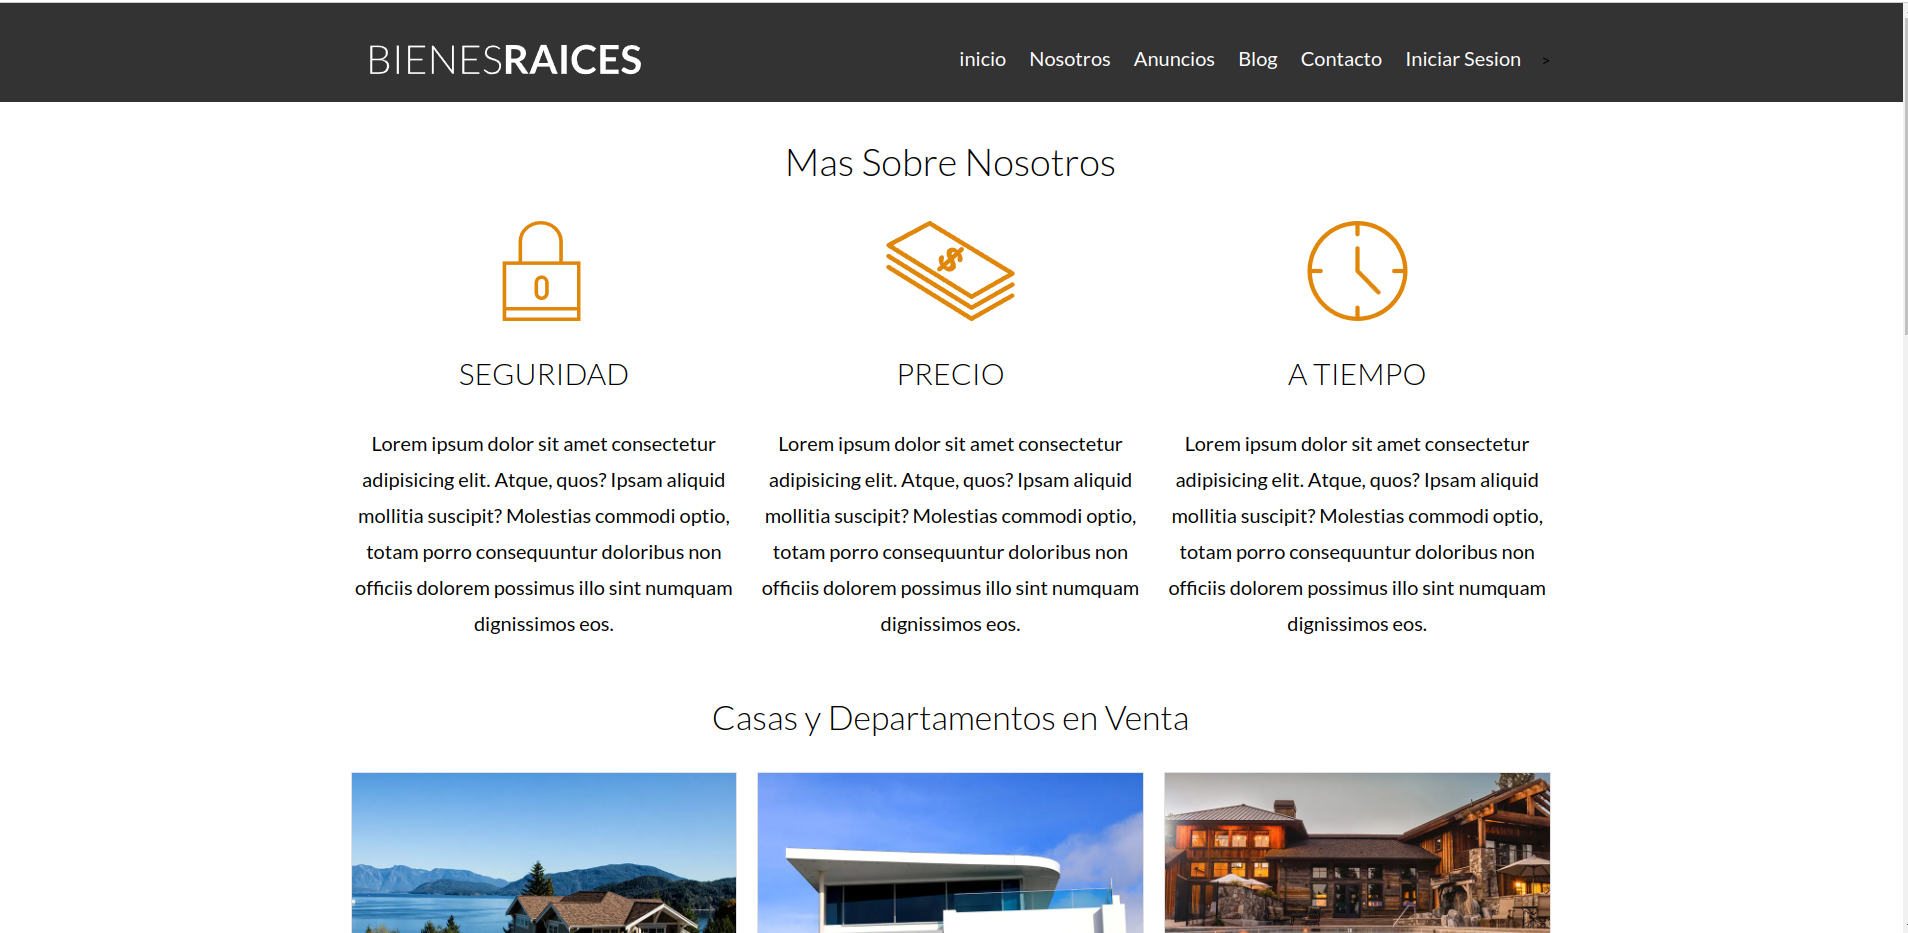 BIENESRAICES
inicio Nosotros Anuncios Blog Contacto Iniciar Sesion >
Mas Sobre Nosotros
$
0
SEGURIDAD
Lorem ipsum dolor sit amet consectetur
adipisicing elit. Atque, quos? Ipsam aliquid
mollitia suscipit? Molestias commodi optio,
totam porro consequuntur doloribus non
officiis dolorem possimus illo sint numquam
dignissimos eos.
PRECIO
Lorem ipsum dolor sit amet consectetur
adipisicing elit. Atque, quos? Ipsam aliquid
mollitia suscipit? Molestias commodi optio,
totam porro consequuntur doloribus non
officiis dolorem possimus illo sint numquam
dignissimos eos.
A TIEMPO
Lorem ipsum dolor sit amet consectetur
adipisicing elit. Atque, quos? Ipsam aliquid
mollitia suscipit? Molestias commodi optio,
totam porro consequuntur doloribus non
officiis dolorem possimus illo sint numquam
dignissimos eos.
Casas y Departamentos en Venta